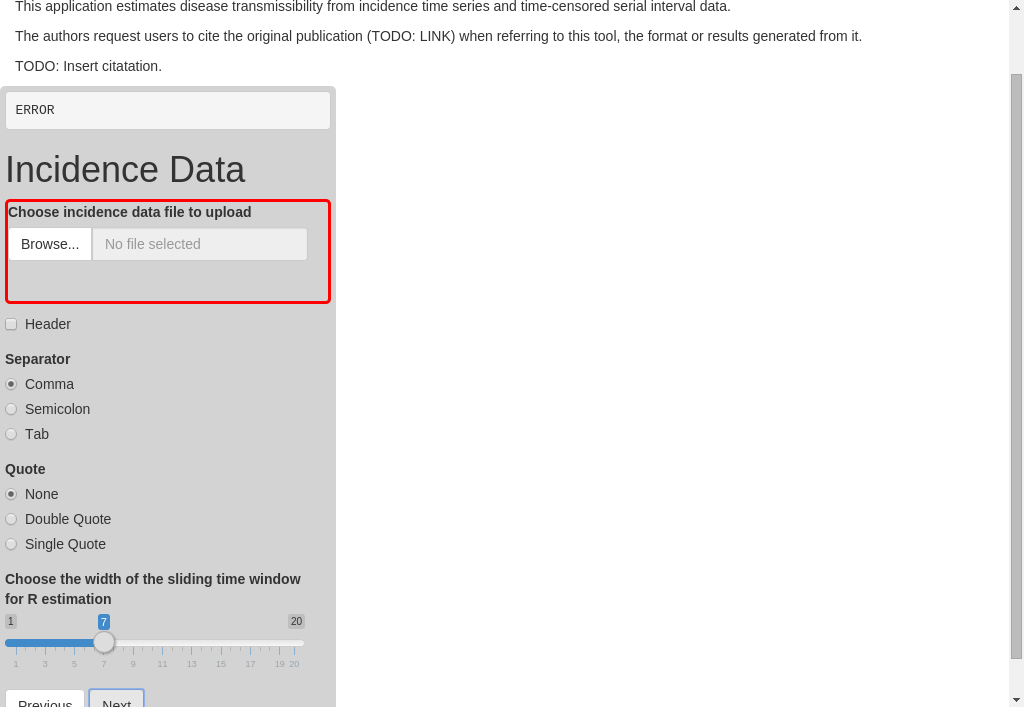 This application estimates disease transmissibility from incidence time series and time-censored serial interval data.
The authors request users to cite the original publication (TODO: LINK) when referring to this tool, the format or results generated from it.
TODO: Insert citatation.
ERROR
Incidence Data
Choose incidence data file to upload
Browse... No file selected
Header
Separator
Comma
Semicolon
Tab
Quote
None
Double Quote
Single Quote
Choose the width of the sliding time window
for R estimation
1 7 20
1 3 5 7 9 11 13 15 17 19 20
Previous Next